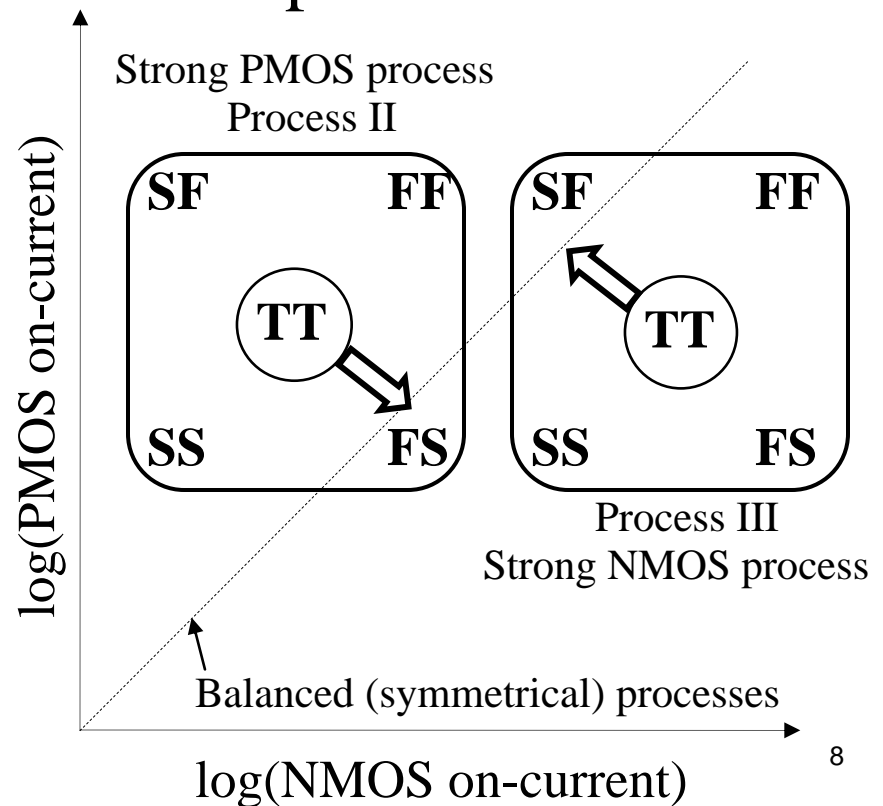 Strong PMOS process
Process II
log(PMOS on-current)
SF FF
TT
SS FS
SF FF
TT
SS FS
Process III
Strong NMOS process
Balanced (symmetrical) processes
log(NMOS on-current)
8